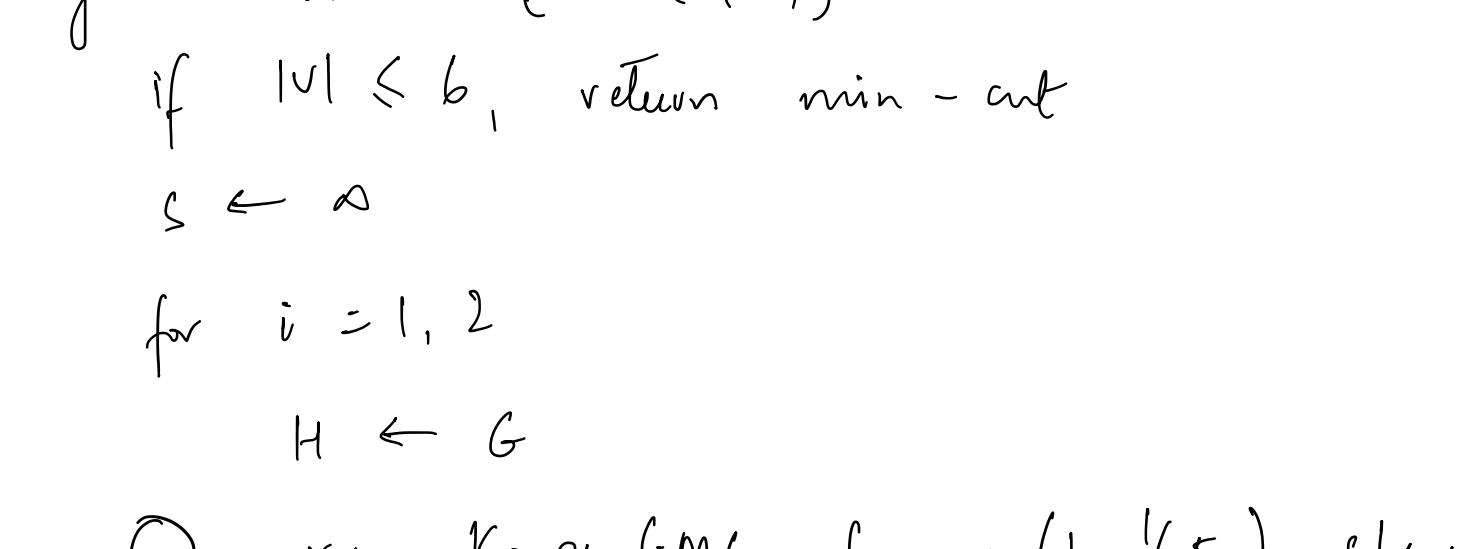 if |V| ≤ 6, return min-cut
S ← ∞
for i = 1, 2
H ← G